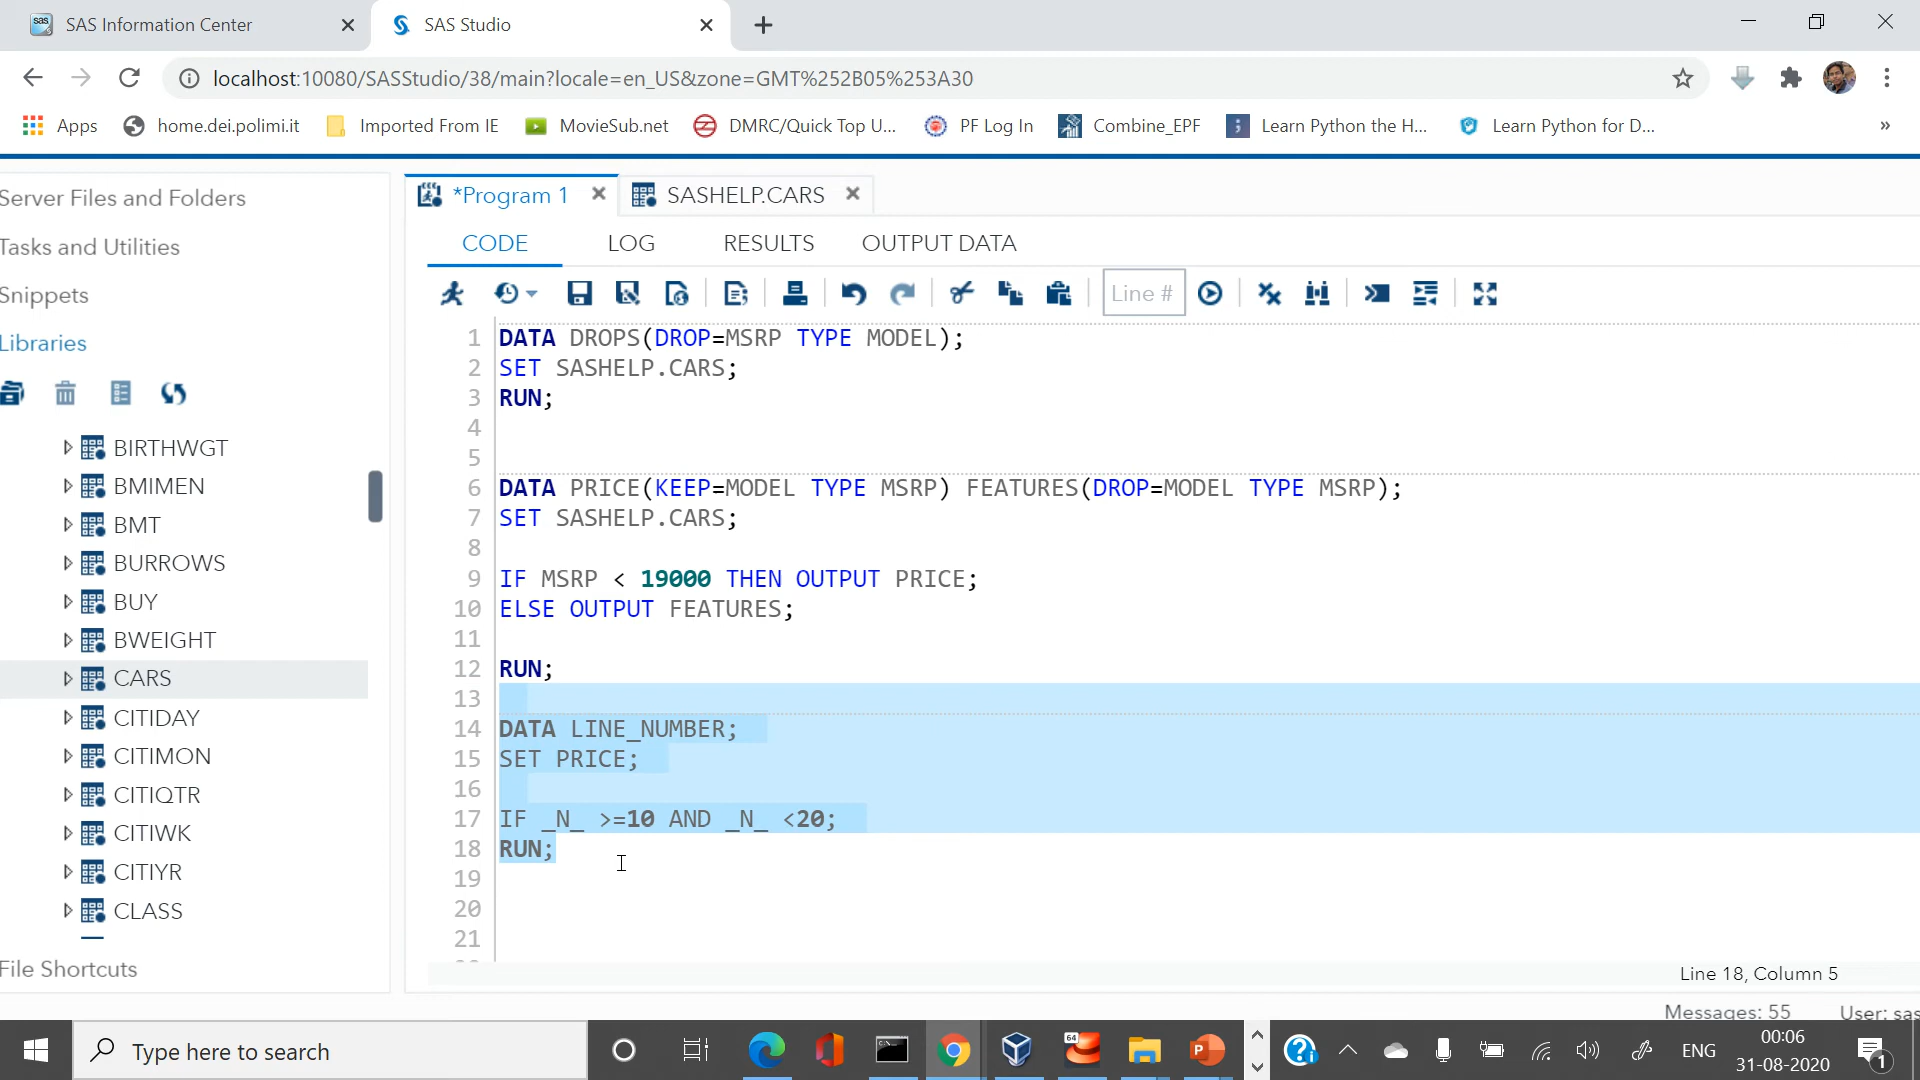 SAS Information Center
SAS Studio
localhost:10080/SASStudio/38/main?locale=en_US&zone=GMT%252B05%253A30
Apps
home.dei.polimi.it
Imported From IE
MovieSub.net
DMRC/Quick Top U...
PF Log In
Combine_EPF
Learn Python the H...
Learn Python for D...
»
Server Files and Folders
Tasks and Utilities
Snippets
Libraries
BIRTHWGT
BMIMEN
BMT
BURROWS
BUY
BWEIGHT
CARS
CITIDAY
CITIMON
CITIQTR
CITIWK
CITIYR
CLASS
File Shortcuts
*Program 1
SASHELP.CARS
CODE
LOG
RESULTS
OUTPUT DATA
Line #
1 DATA DROPS(DROP=MSRP TYPE MODEL);
2 SET SASHELP.CARS;
3 RUN;
4
5
6 DATA PRICE(KEEP=MODEL TYPE MSRP) FEATURES(DROP=MODEL TYPE MSRP);
7 SET SASHELP.CARS;
8
9 IF MSRP < 19000 THEN OUTPUT PRICE;
10 ELSE OUTPUT FEATURES;
11
12 RUN;
13
14 DATA LINE_NUMBER;
15 SET PRICE;
16
17 IF _N_ >=10 AND _N_ <20;
18 RUN;
19
20
21
Line 18, Column 5
Messages: 55
User: sas
Type here to search
64
ENG
00:06
31-08-2020
1